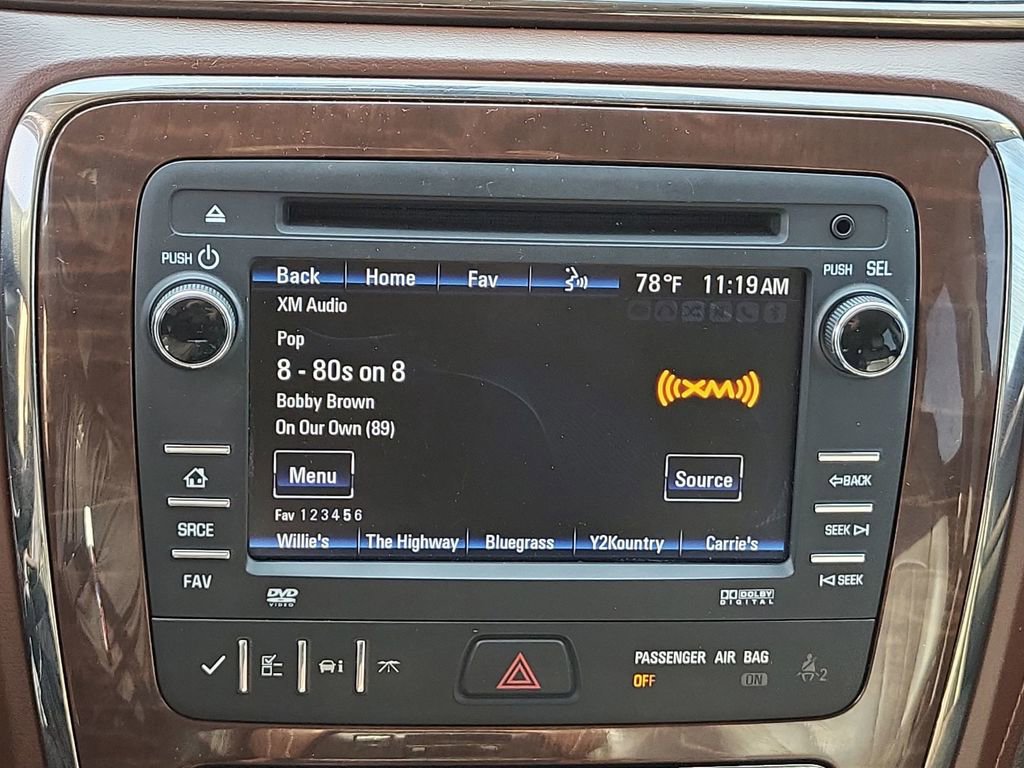 PUSH
PUSH SEL
Back Home Fav 78°F 11:19AM
XM Audio
Pop
8 - 80s on 8
Bobby Brown
On Our Own (89)
((XM))
Menu
Source
Fav 1 2 3 4 5 6
Willie's The Highway Bluegrass Y2Kountry Carrie's
SRCE
FAV
BACK
SEEK
SEEK
DVD
VIDEO
DOLBY
DIGITAL
PASSENGER AIR BAG
OFF ON
2